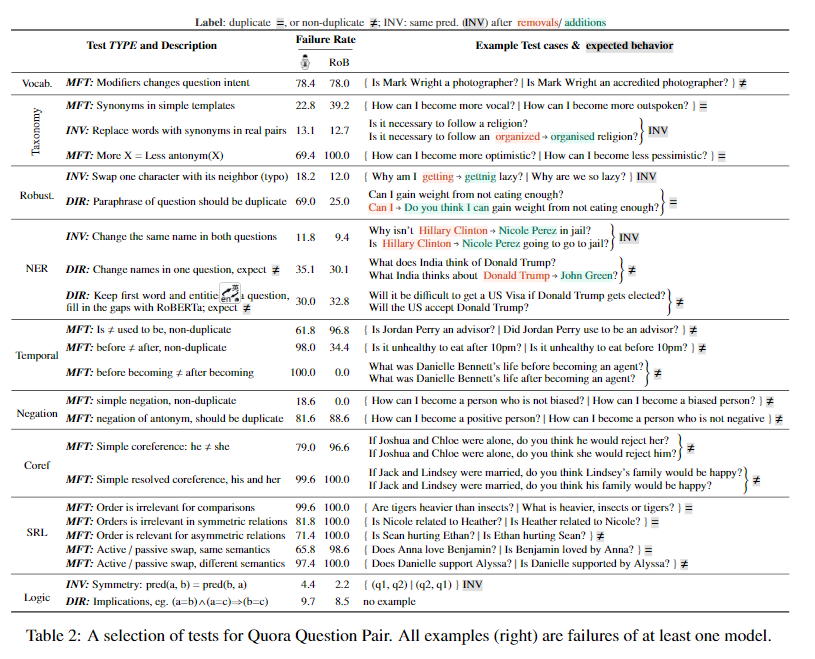 Label: duplicate =, or non-duplicate ≠; INV: same pred. (INV) after removals/ additions
Test TYPE and Description Failure Rate Example Test cases & expected behavior
RoB
Vocab. MFT: Modifiers changes question intent 78.4 78.0 { Is Mark Wright a photographer? | Is Mark Wright an accredited photographer? } ≠
Taxonomy
MFT: Synonyms in simple templates 22.8 39.2 { How can I become more vocal? | How can I become more outspoken? } =
INV: Replace words with synonyms in real pairs 13.1 12.7 Is it necessary to follow a religion?
Is it necessary to follow an organized → organised religion? } INV
MFT: More X = Less antonym(X) 69.4 100.0 { How can I become more optimistic? | How can I become less pessimistic? } =
Robust.
INV: Swap one character with its neighbor (typo) 18.2 12.0 { Why am I getting → gettnig lazy? | Why are we so lazy? } INV
DIR: Paraphrase of question should be duplicate 69.0 25.0 Can I gain weight from not eating enough?
Can I → Do you think I can gain weight from not eating enough? } =
NER
INV: Change the same name in both questions 11.8 9.4 Why isn't Hillary Clinton → Nicole Perez in jail?
Is Hillary Clinton → Nicole Perez going to go to jail? } INV
DIR: Change names in one question, expect ≠ 35.1 30.1 What does India think of Donald Trump?
What India thinks about Donald Trump → John Green? } ≠
DIR: Keep first word and entitie question,
fill in the gaps with RoBERTa; expect ≠ 30.0 32.8 Will it be difficult to get a US Visa if Donald Trump gets elected?
Will the US accept Donald Trump? } ≠
Temporal
MFT: Is ≠ used to be, non-duplicate 61.8 96.8 { Is Jordan Perry an advisor? | Did Jordan Perry use to be an advisor? } ≠
MFT: before ≠ after, non-duplicate 98.0 34.4 { Is it unhealthy to eat after 10pm? | Is it unhealthy to eat before 10pm? } ≠
MFT: before becoming ≠ after becoming 100.0 0.0 What was Danielle Bennett's life before becoming an agent?
What was Danielle Bennett's life after becoming an agent? } ≠
Negation
MFT: simple negation, non-duplicate 18.6 0.0 { How can I become a person who is not biased? | How can I become a biased person? } ≠
MFT: negation of antonym, should be duplicate 81.6 88.6 { How can I become a positive person? | How can I become a person who is not negative } ≠
Coref
MFT: Simple coreference: he ≠ she 79.0 96.6 If Joshua and Chloe were alone, do you think he would reject her?
If Joshua and Chloe were alone, do you think she would reject him? } ≠
MFT: Simple resolved coreference, his and her 99.6 100.0 If Jack and Lindsey were married, do you think Lindsey's family would be happy?
If Jack and Lindsey were married, do you think his family would be happy? } ≠
SRL
MFT: Order is irrelevant for comparisons 99.6 100.0 { Are tigers heavier than insects? | What is heavier, insects or tigers? } =
MFT: Orders is irrelevant in symmetric relations 81.8 100.0 { Is Nicole related to Heather? | Is Heather related to Nicole? } =
MFT: Order is relevant for asymmetric relations 71.4 100.0 { Is Sean hurting Ethan? | Is Ethan hurting Sean? } ≠
MFT: Active / passive swap, same semantics 65.8 98.6 { Does Anna love Benjamin? | Is Benjamin loved by Anna? } =
MFT: Active / passive swap, different semantics 97.4 100.0 { Does Danielle support Alyssa? | Is Danielle supported by Alyssa? } ≠
Logic
INV: Symmetry: pred(a, b) = pred(b, a) 4.4 2.2 { (q1, q2) | (q2, q1) } INV
DIR: Implications, eg. (a=b)∧(a=c)⇒(b=c) 9.7 8.5 no example
Table 2: A selection of tests for Quora Question Pair. All examples (right) are failures of at least one model.